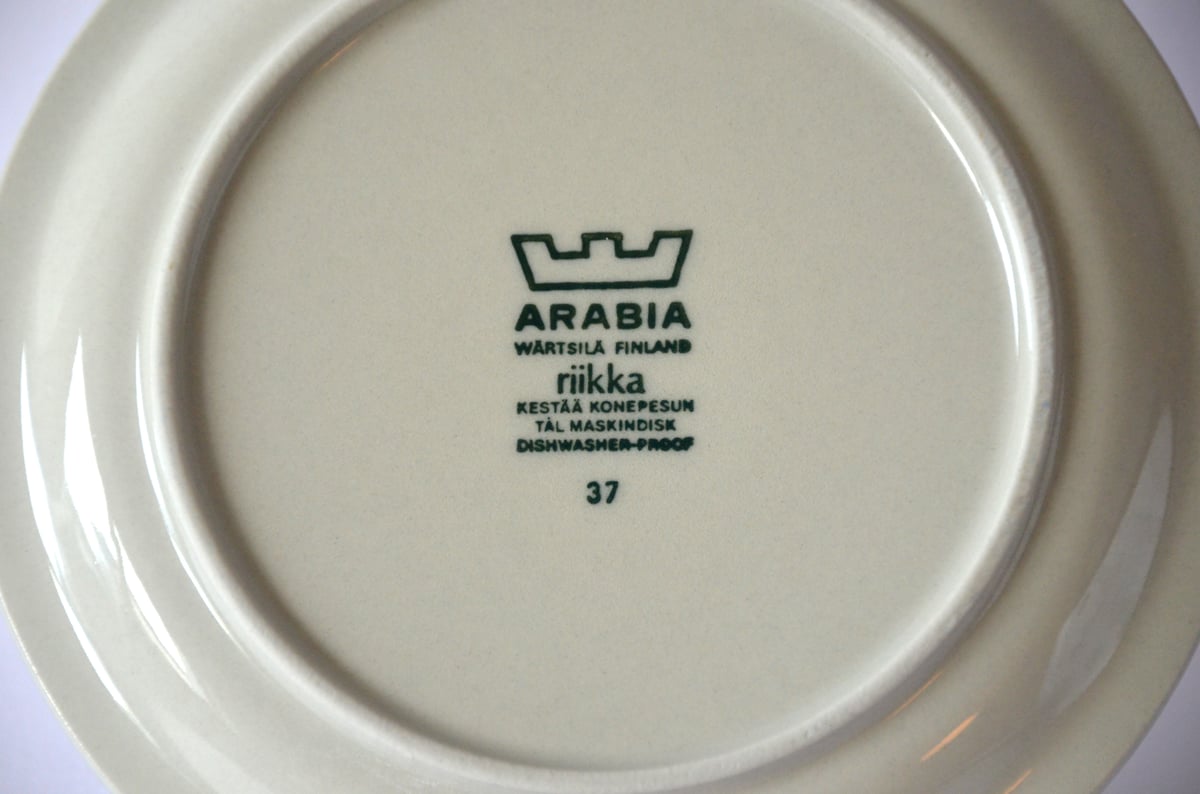 ARABIA
WÄRTSILÄ FINLAND
riikka
KESTÄÄ KONEPESUN
TÅL MASKINDISK
DISHWASHER-PROOF
37